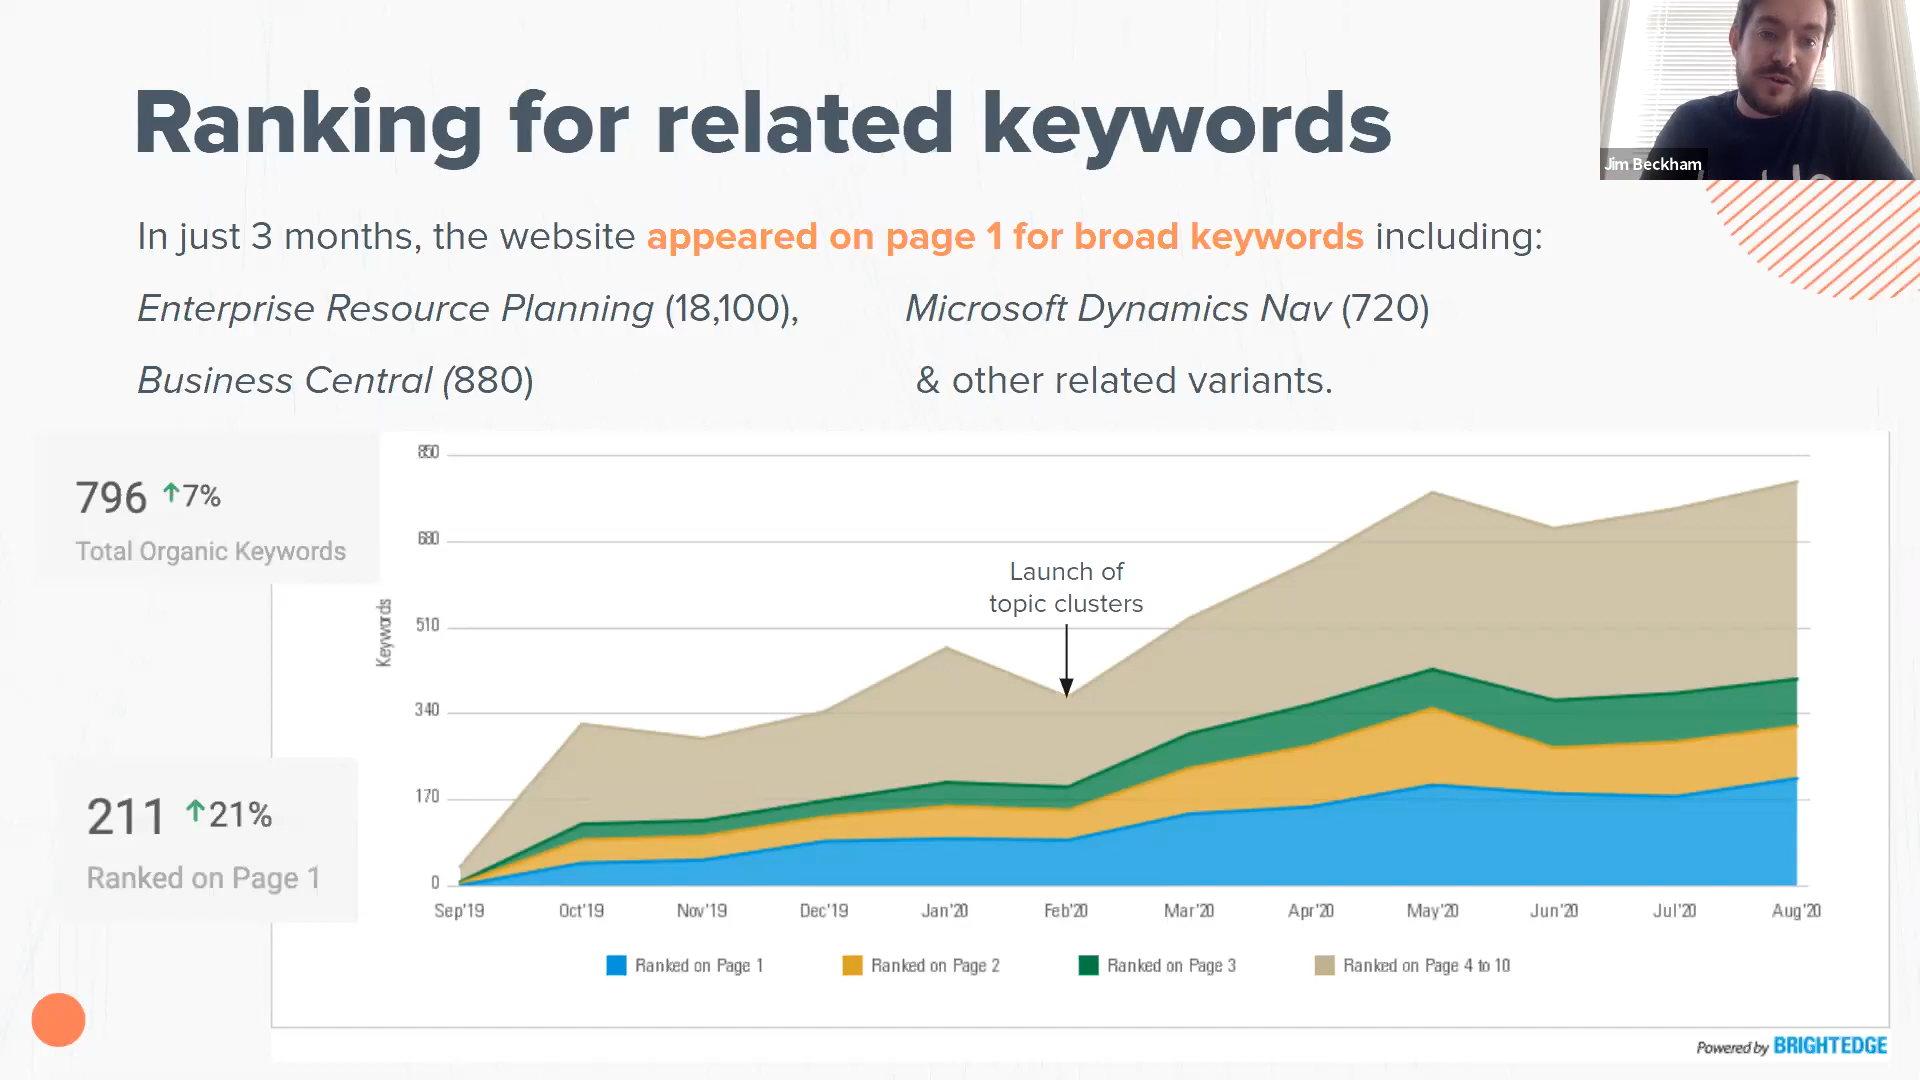 Ranking for related keywords
Jim Beckham
In just 3 months, the website appeared on page 1 for broad keywords including:
Enterprise Resource Planning (18,100),
Microsoft Dynamics Nav (720)
Business Central (880)
& other related variants.
796 ↑7%
Total Organic Keywords
211 ↑21%
Ranked on Page 1
Keywords
850
680
510
340
170
0
Launch of
topic clusters
Sep'19 Oct'19 Nov'19 Dec'19 Jan'20 Feb'20 Mar'20 Apr'20 May'20 Jun'20 Jul'20 Aug'20
Ranked on Page 1 Ranked on Page 2 Ranked on Page 3 Ranked on Page 4 to 10
Powered by BRIGHTEDGE